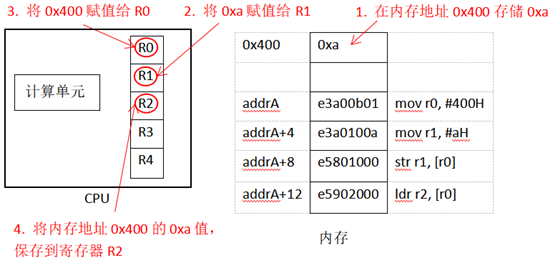 3. 将 0x400 赋值给 R0
2. 将 0xa 赋值给 R1
1. 在内存地址 0x400 存储 0xa
R0
R1
R2
R3
R4
计算单元
CPU
0x400 0xa
addrA e3a00b01 mov r0, #400H
addrA+4 e3a0100a mov r1, #aH
addrA+8 e5801000 str r1, [r0]
addrA+12 e5902000 ldr r2, [r0]
内存
4. 将内存地址 0x400 的 0xa 值，
保存到寄存器 R2